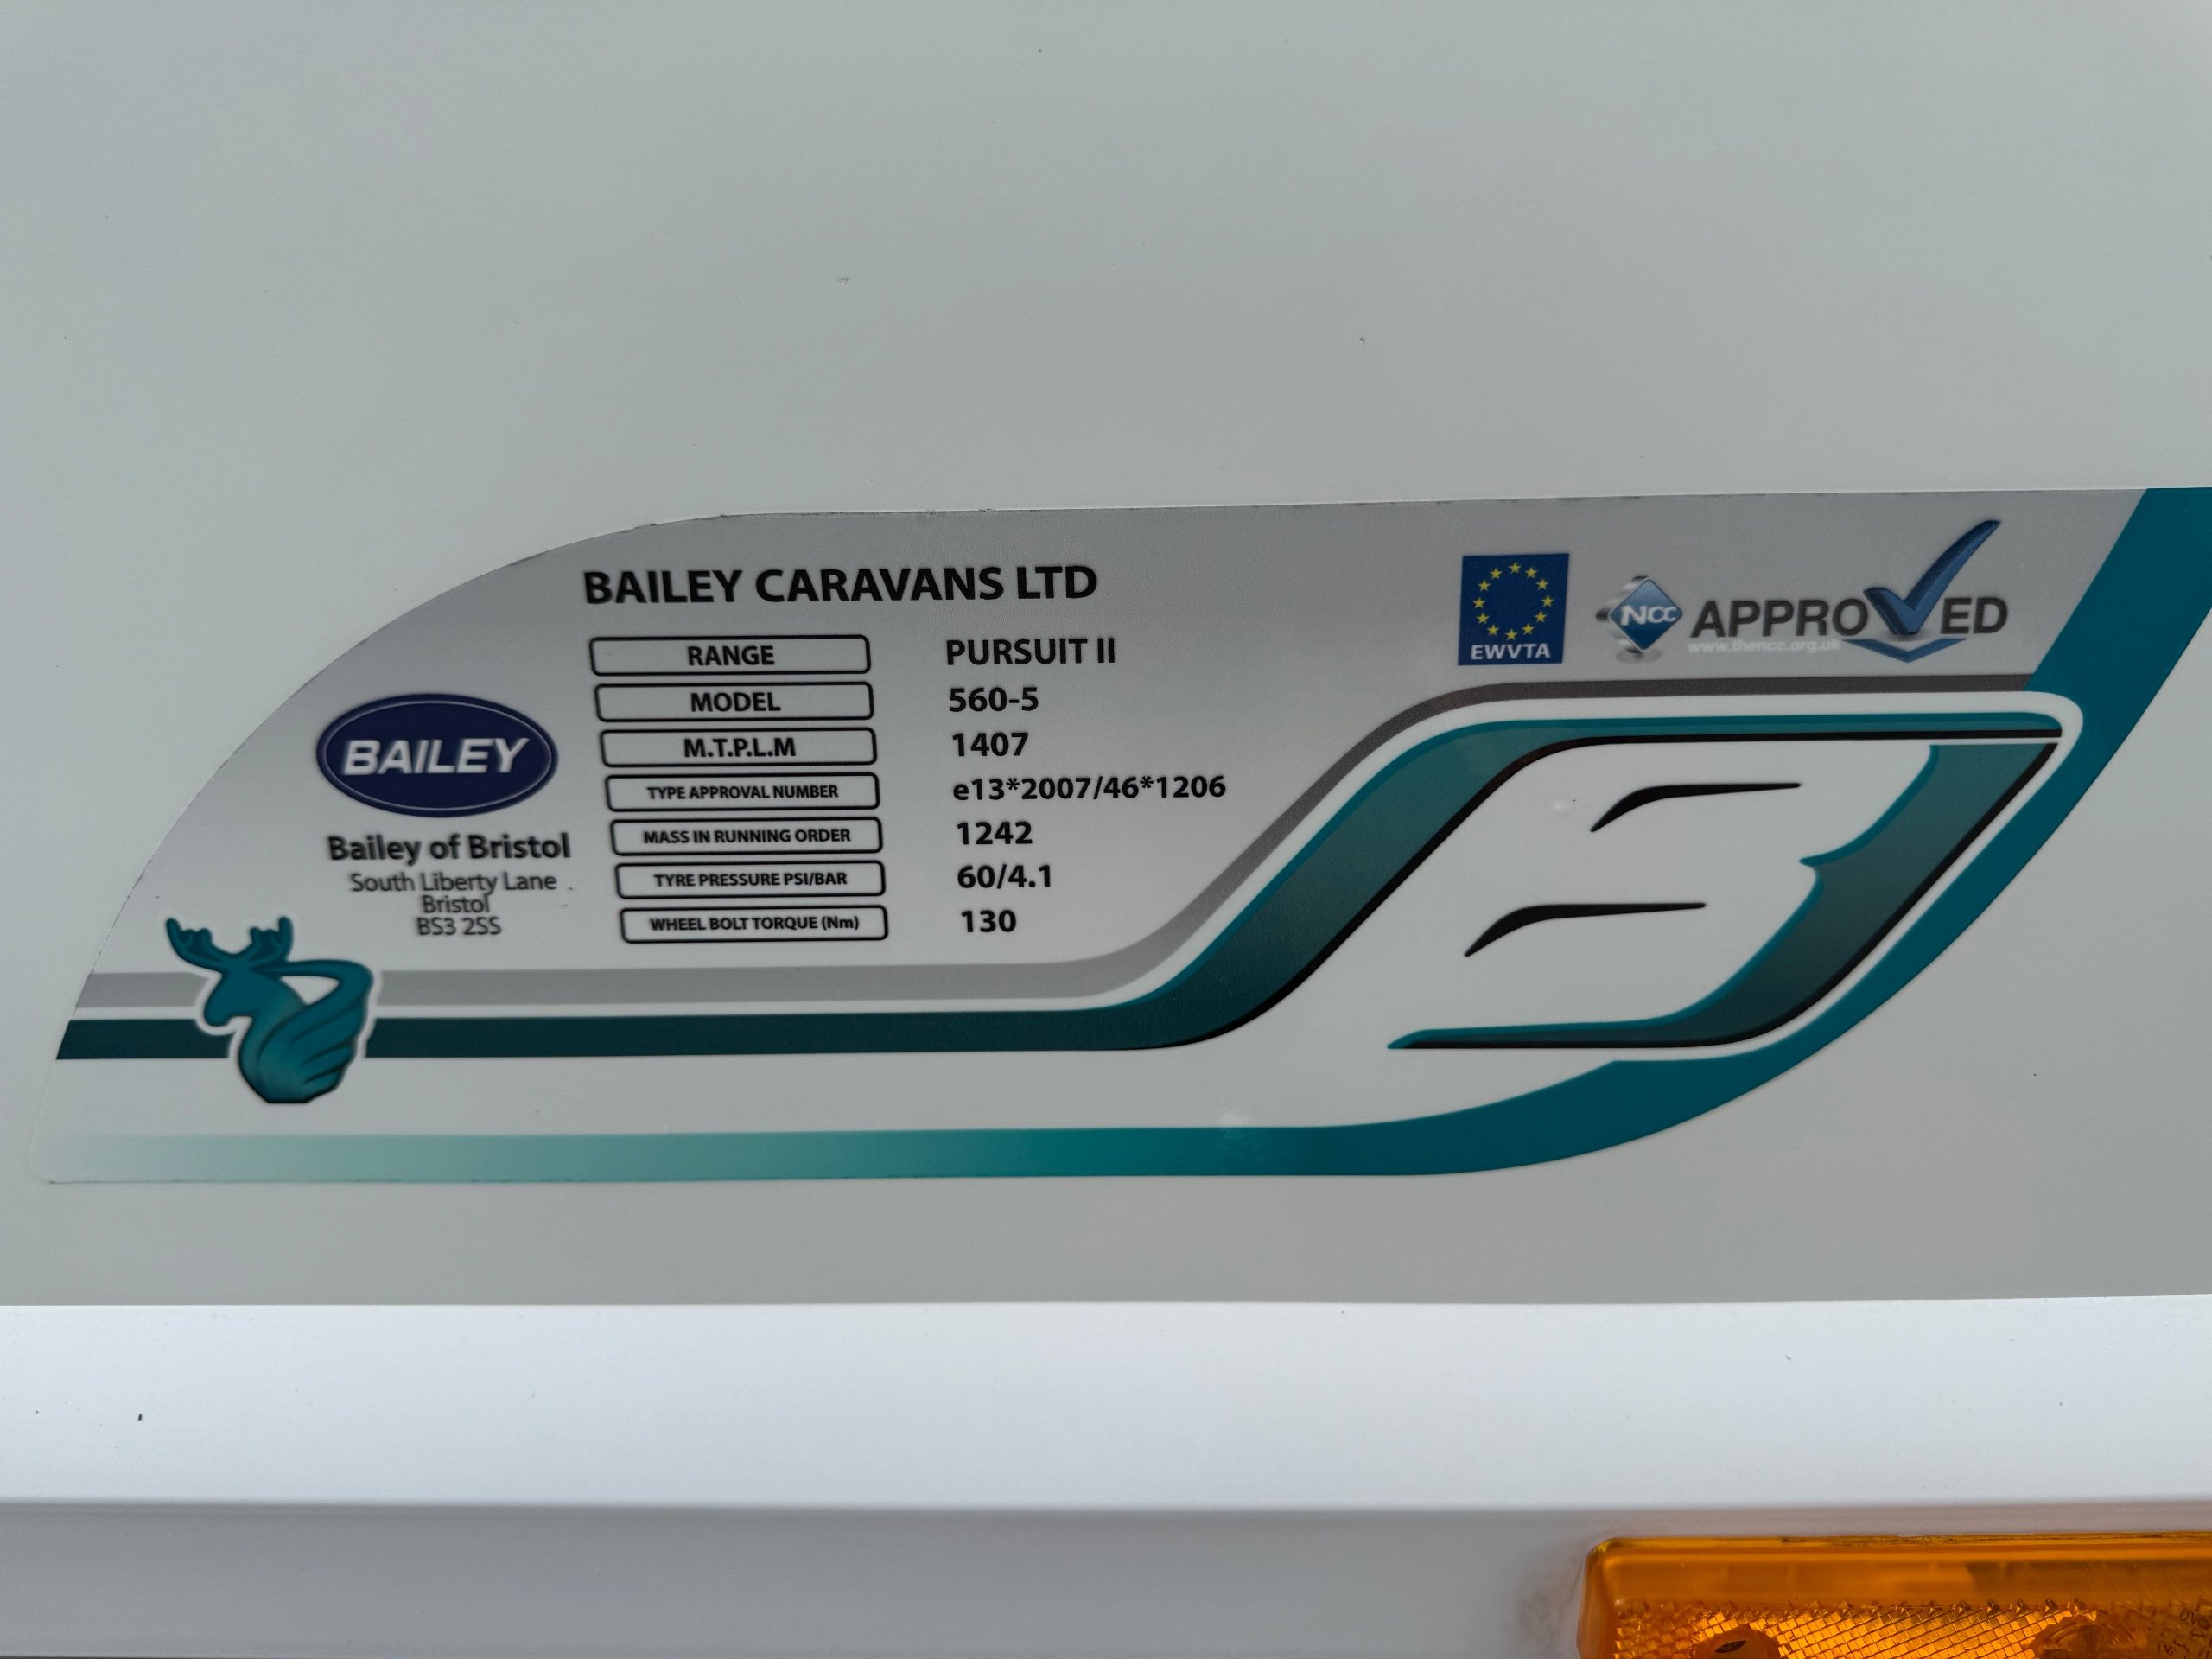 BAILEY CARAVANS LTD
RANGE PURSUIT II
MODEL 560-5
M.T.P.L.M 1407
TYPE APPROVAL NUMBER e13*2007/46*1206
MASS IN RUNNING ORDER 1242
TYRE PRESSURE PSI/BAR 60/4.1
WHEEL BOLT TORQUE (Nm) 130
BAILEY
Bailey of Bristol
South Liberty Lane
Bristol
BS3 2SS
EWVTA
NCC APPROVED
www.thencc.org.uk